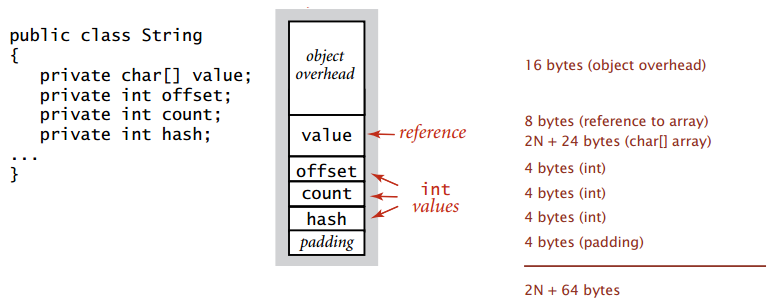 public class String
{
private char[] value;
private int offset;
private int count;
private int hash;
...
}
object
overhead
value
offset
count
hash
padding
reference
int
values
16 bytes (object overhead)
8 bytes (reference to array)
2N + 24 bytes (char[] array)
4 bytes (int)
4 bytes (int)
4 bytes (int)
4 bytes (padding)
2N + 64 bytes